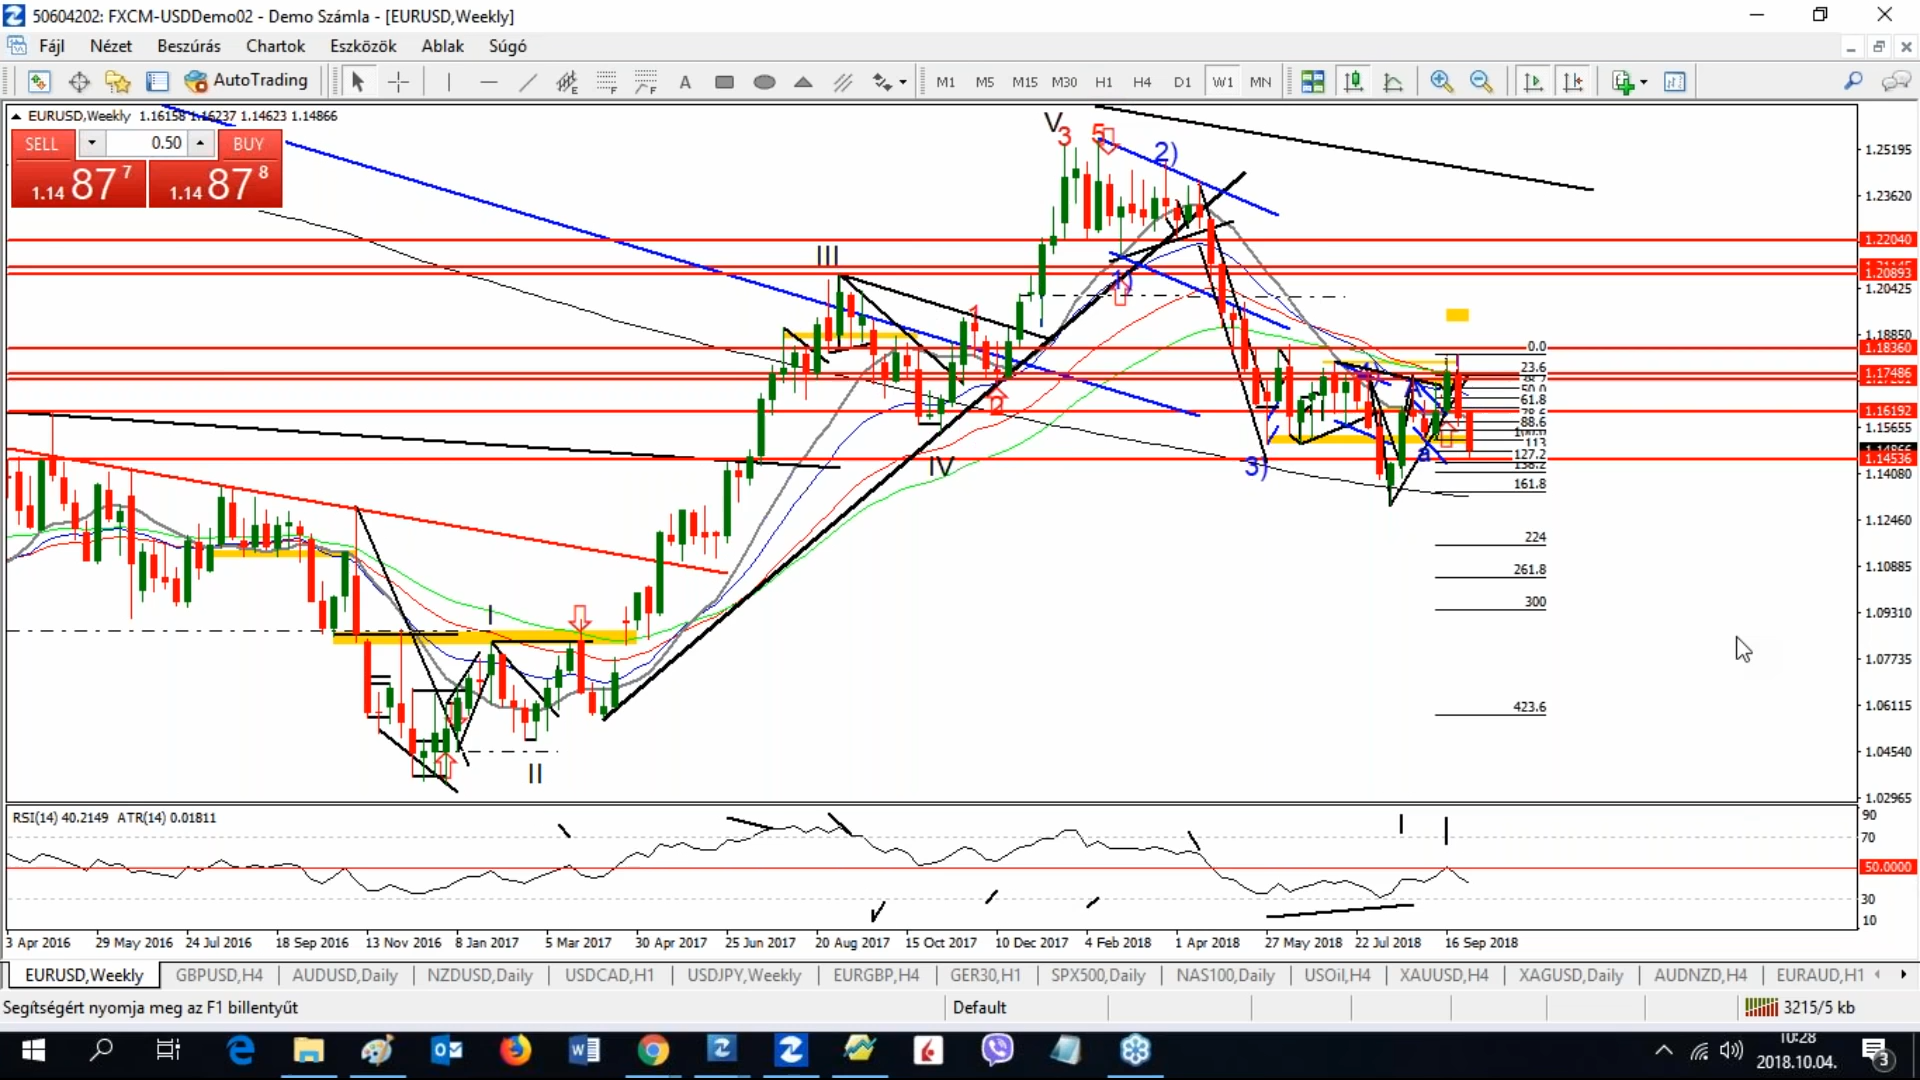 50604202: FXCM-USDDemo02 - Demo Számla - [EURUSD,Weekly]
Fájl Nézet Beszúrás Chartok Eszközök Ablak Súgó
AutoTrading A M1 M5 M15 M30 H1 H4 D1 W1 MN
EURUSD,Weekly 1.16158 1.16237 1.14623 1.14866
SELL 0.50 BUY
1.14 87 7 1.14 87 8
V 3 5 2)
III
1)
1
2
IV
3)
a
I
II
0.0
23.6
50.0
61.8
88.6
113
127.2
161.8
224
261.8
300
423.6
1.25195
1.23620
1.22040
1.20893
1.20425
1.18850
1.18360
1.17486
1.16192
1.15655
1.14536
1.14080
1.12460
1.10885
1.09310
1.07735
1.06115
1.04540
1.02965
RSI(14) 40.2149 ATR(14) 0.01811
90
70
50.0000
30
10
3 Apr 2016 29 May 2016 24 Jul 2016 18 Sep 2016 13 Nov 2016 8 Jan 2017 5 Mar 2017 30 Apr 2017 25 Jun 2017 20 Aug 2017 15 Oct 2017 10 Dec 2017 4 Feb 2018 1 Apr 2018 27 May 2018 22 Jul 2018 16 Sep 2018
EURUSD,Weekly GBPUSD,H4 AUDUSD,Daily NZDUSD,Daily USDCAD,H1 USDJPY,Weekly EURGBP,H4 GER30,H1 SPX500,Daily NAS100,Daily USOil,H4 XAUUSD,H4 XAGUSD,Daily AUDNZD,H4 EURAUD,H1
Segítségért nyomja meg az F1 billentyűt Default 3215/5 kb
10:28
2018.10.04.
3